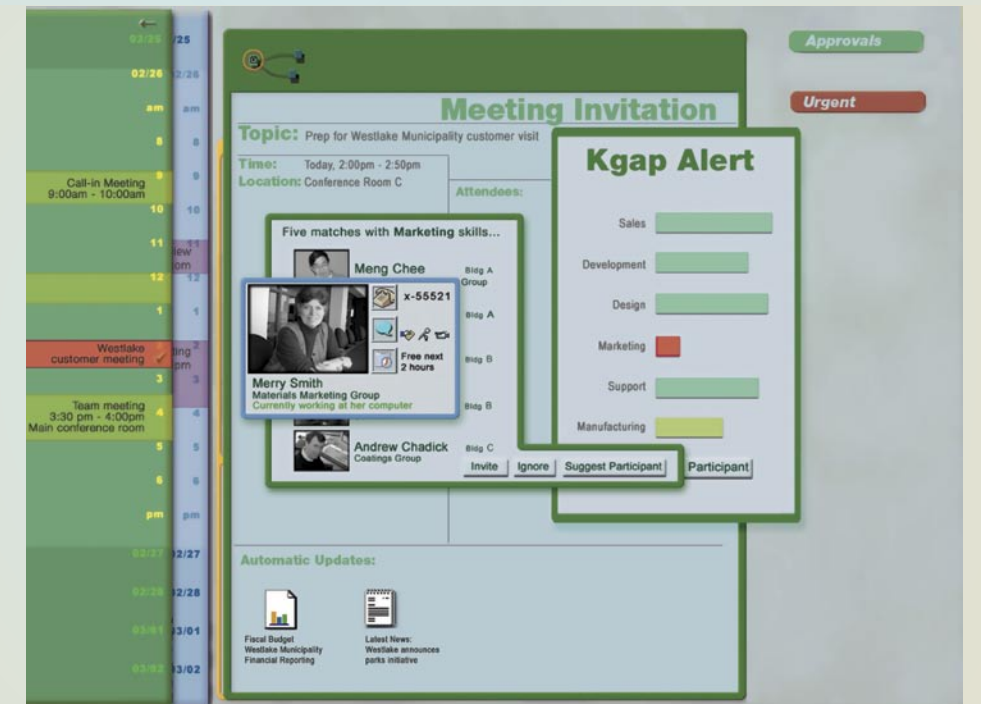 03/25
/25
02/26
2/26
am
am
8
8
Call-in Meeting
9:00am - 10:00am
9
9
10
10
11
11
iew
om
12
12
1
1
Westlake
customer meeting
ting
pm
2
3
3
Team meeting
3:30 pm - 4:00pm
Main conference room
4
4
5
5
6
6
pm
pm
02/27
2/27
02/28
2/28
03/01
3/01
03/02
3/02
Meeting Invitation
Topic: Prep for Westlake Municipality customer visit
Time: Today, 2:00pm - 2:50pm
Location: Conference Room C
Attendees:
Five matches with Marketing skills...
Meng Chee
Bldg A
Group
Bldg A
Bldg B
Bldg B
x-55521
Free next
2 hours
Merry Smith
Materials Marketing Group
Currently working at her computer
Andrew Chadick
Coatings Group
Bldg C
Invite
Ignore
Suggest Participant
Participant
Kgap Alert
Sales
Development
Design
Marketing
Support
Manufacturing
Automatic Updates:
Fiscal Budget
Westlake Municipality
Financial Reporting
Latest News:
Westlake announces
parks initiative
Approvals
Urgent